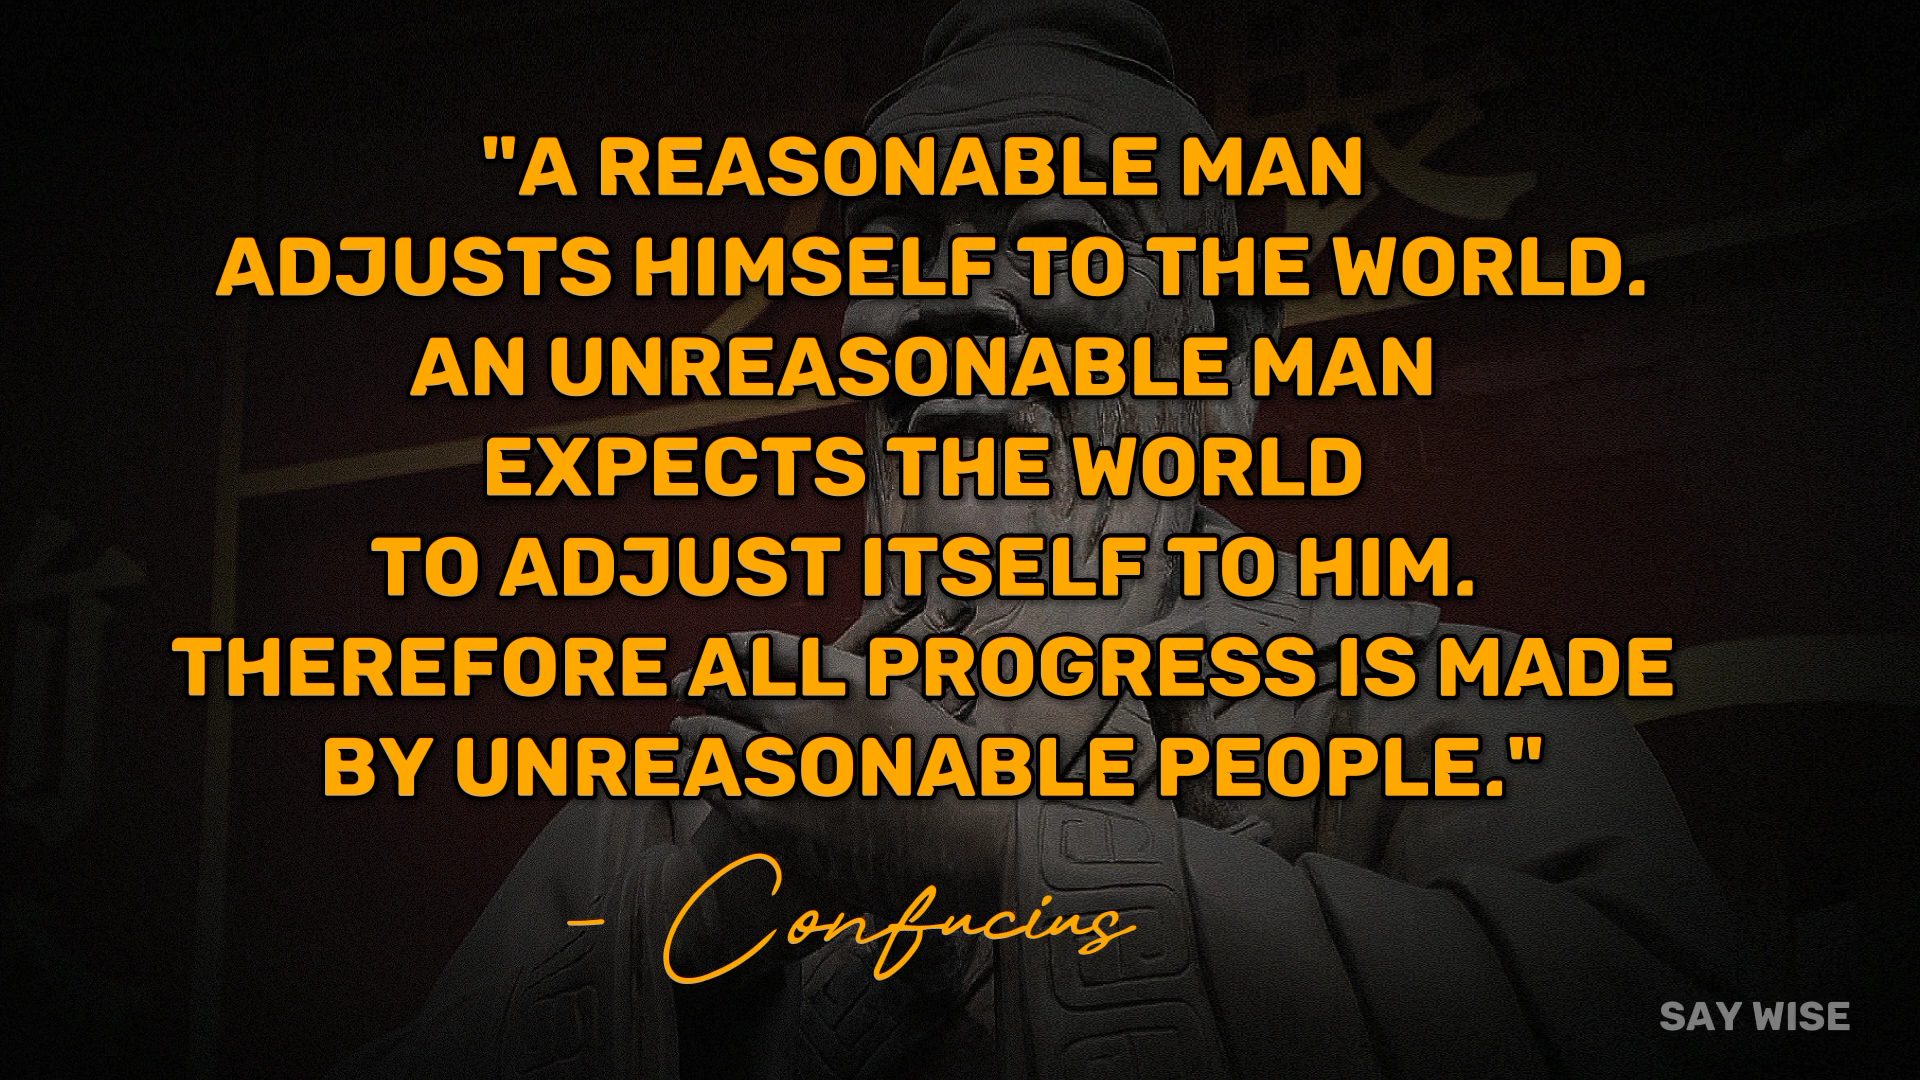 "A REASONABLE MAN
ADJUSTS HIMSELF TO THE WORLD.
AN UNREASONABLE MAN
EXPECTS THE WORLD
TO ADJUST ITSELF TO HIM.
THEREFORE ALL PROGRESS IS MADE
BY UNREASONABLE PEOPLE."
- Confucius
SAY WISE